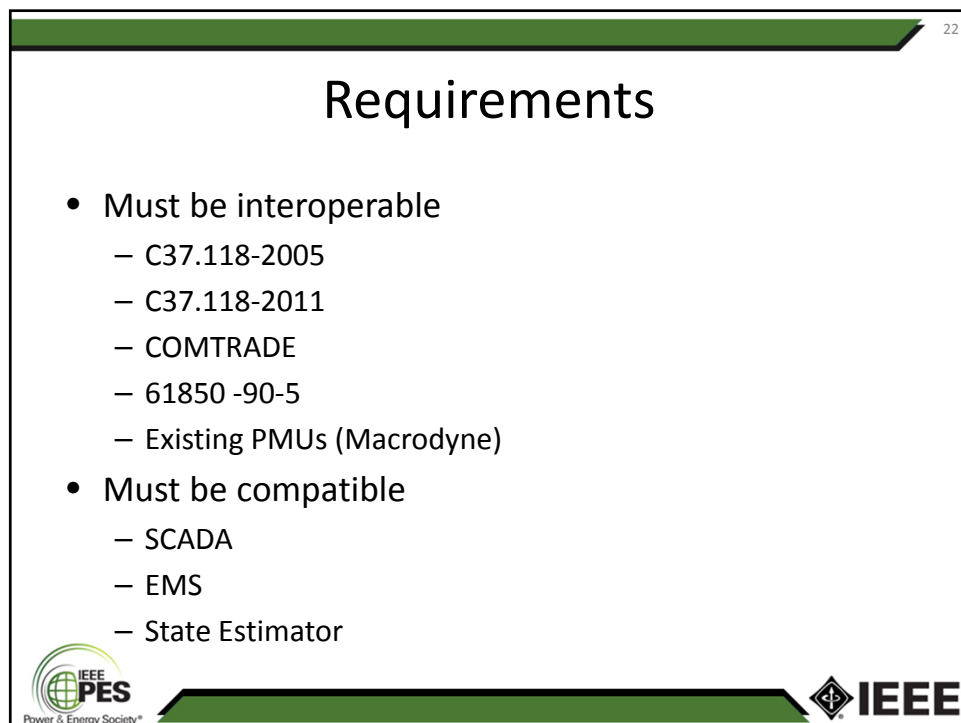 22
Requirements
• Must be interoperable
– C37.118-2005
– C37.118-2011
– COMTRADE
– 61850 -90-5
– Existing PMUs (Macrodyne)
• Must be compatible
– SCADA
– EMS
– State Estimator
IEEE
PES
Power & Energy Society®
IEEE